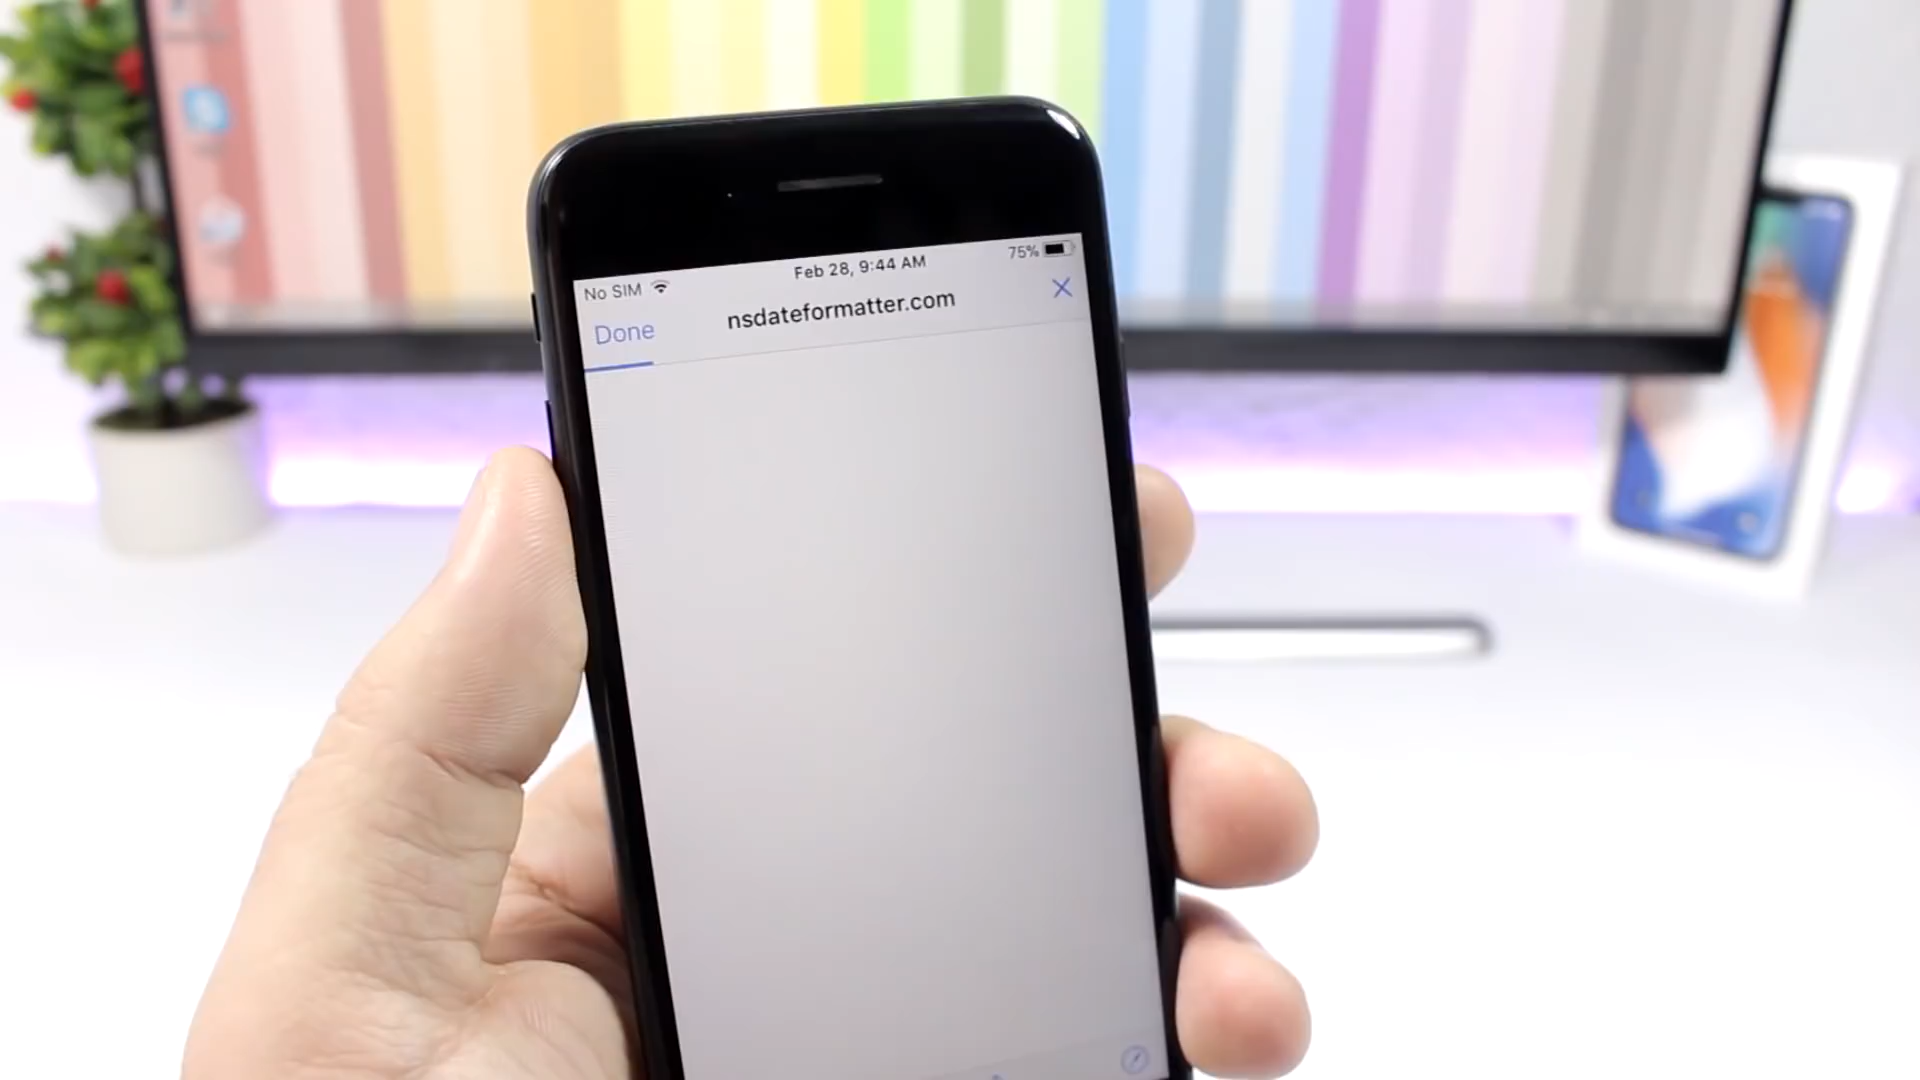 No SIM
Feb 28, 9:44 AM
75%
Done
nsdateformatter.com